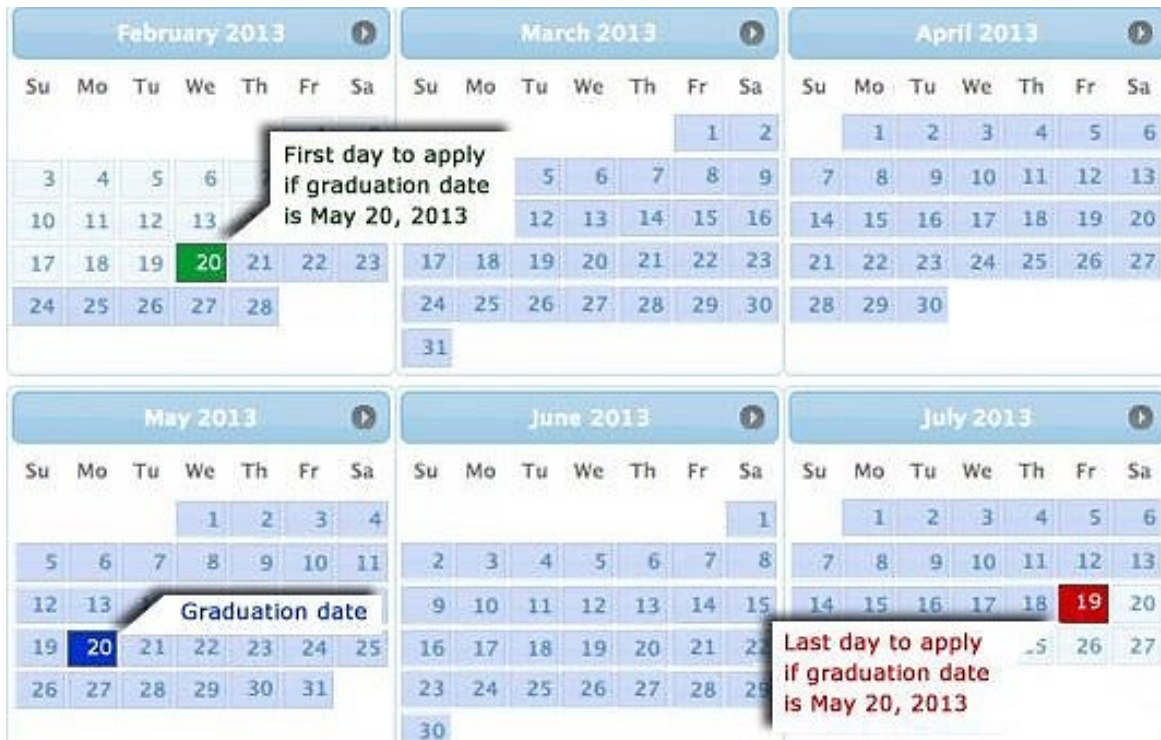 February 2013
Su Mo Tu We Th Fr Sa
3 4 5 6
10 11 12 13
17 18 19 20 21 22 23
24 25 26 27 28
First day to apply
if graduation date
is May 20, 2013
March 2013
Su Mo Tu We Th Fr Sa
1 2
5 6 7 8 9
12 13 14 15 16
17 18 19 20 21 22 23
24 25 26 27 28 29 30
31
April 2013
Su Mo Tu We Th Fr Sa
1 2 3 4 5 6
7 8 9 10 11 12 13
14 15 16 17 18 19 20
21 22 23 24 25 26 27
28 29 30
May 2013
Su Mo Tu We Th Fr Sa
1 2 3 4
5 6 7 8 9 10 11
12 13
Graduation date
19 20 21 22 23 24 25
26 27 28 29 30 31
June 2013
Su Mo Tu We Th Fr Sa
1
2 3 4 5 6 7 8
9 10 11 12 13 14 15
16 17 18 19 20 21 22
23 24 25 26 27 28 29
30
July 2013
Su Mo Tu We Th Fr Sa
1 2 3 4 5 6
7 8 9 10 11 12 13
14 15 16 17 18 19 20
26 27
Last day to apply
if graduation date
is May 20, 2013